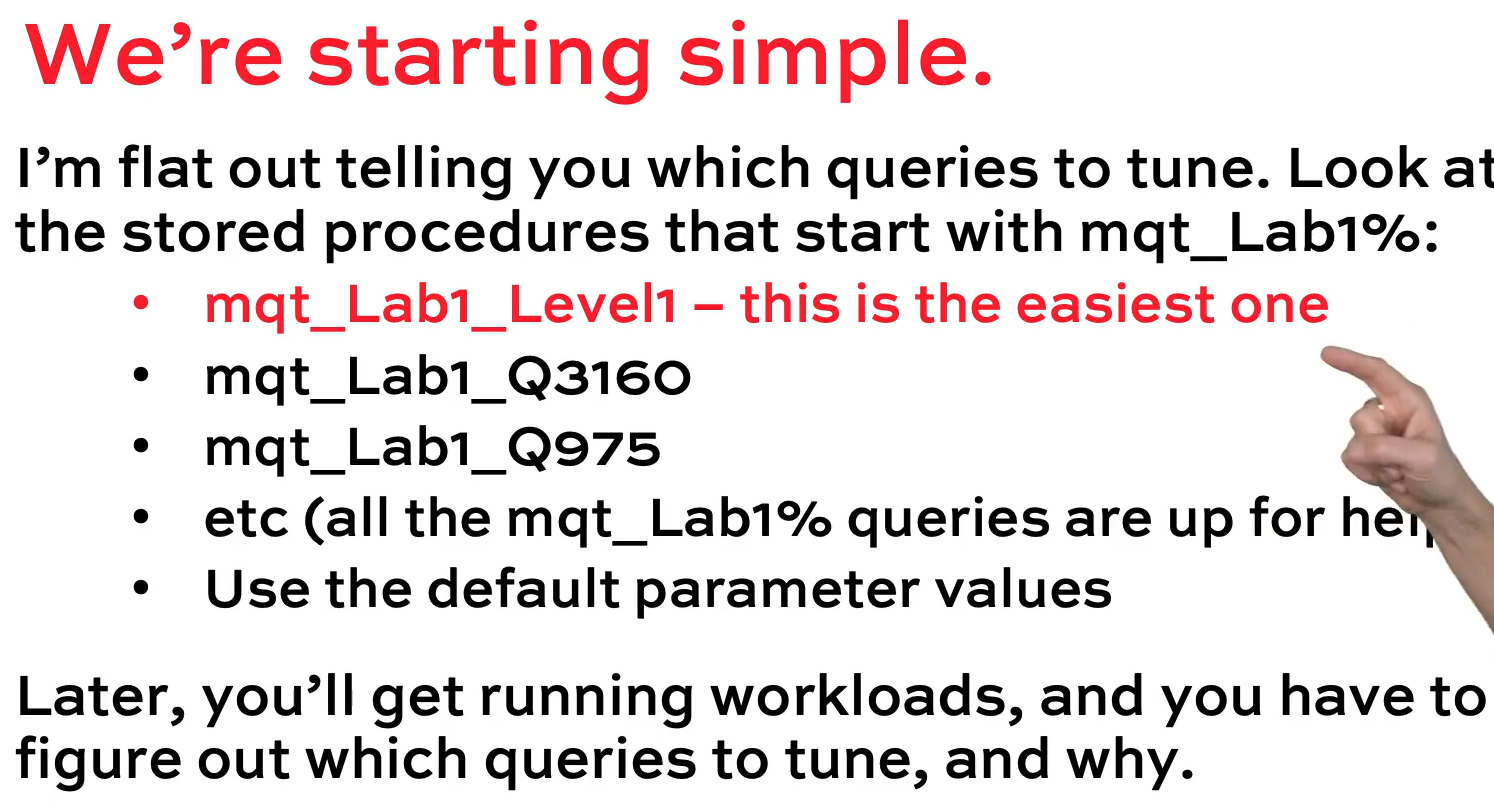 We’re starting simple.
I’m flat out telling you which queries to tune. Look at
the stored procedures that start with mqt_Lab1%:
• mqt_Lab1_Level1 – this is the easiest one
• mqt_Lab1_Q3160
• mqt_Lab1_Q975
• etc (all the mqt_Lab1% queries are up for
• Use the default parameter values
Later, you’ll get running workloads, and you have to
figure out which queries to tune, and why.